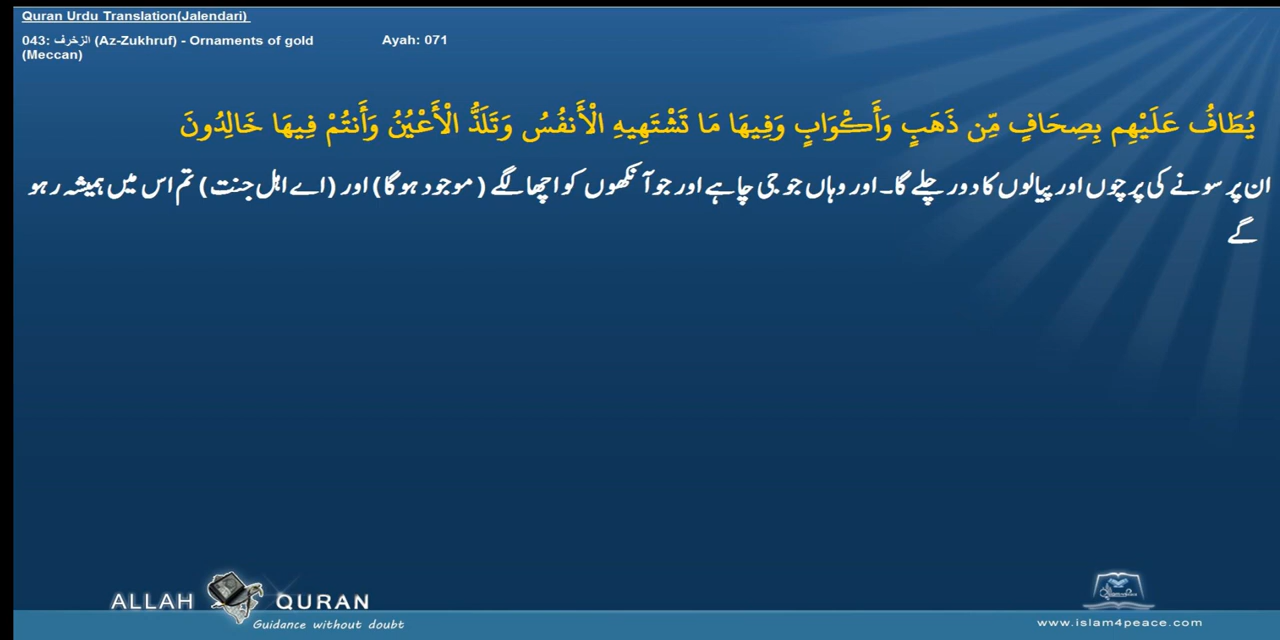 Quran Urdu Translation(Jalendari)
043: الزخرف (Az-Zukhruf) - Ornaments of gold (Meccan)
Ayah: 071
يُطَافُ عَلَيْهِم بِصِحَافٍ مِّن ذَهَبٍ وَأَكْوَابٍ وَفِيهَا مَا تَشْتَهِيهِ الْأَنفُسُ وَتَلَذُّ الْأَعْيُنُ وَأَنتُمْ فِيهَا خَالِدُونَ
ان پر سونے کی پرچوں اور پیالوں کا دور چلے گا۔ اور وہاں جو جی چاہے اور جو آنکھوں کو اچھا لگے (موجود ہوگا) اور (اے اہل جنت) تم اس میں ہمیشہ رہو
گے
ALLAH QURAN
Guidance without doubt
www.islam4peace.com